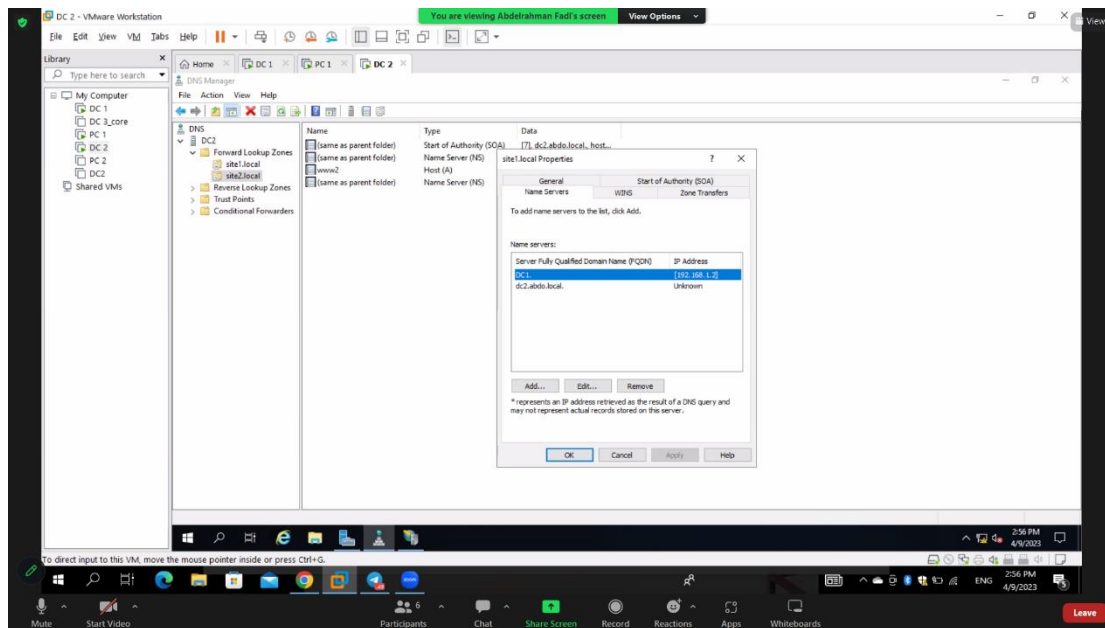 DC 2 - VMware Workstation
You are viewing Abdelrahman Fadl's screen
View Options
View
File Edit View VM Tabs Help
Library
Type here to search
My Computer
DC 1
DC 3_core
PC 1
DC 2
PC 2
DC2
Shared VMs
Home
DC 1
PC 1
DC 2
DNS Manager
File Action View Help
DNS
DC2
Forward Lookup Zones
site1.local
site2.local
Reverse Lookup Zones
Trust Points
Conditional Forwarders
Name Type Data
(same as parent folder) Start of Authority (SOA) [7], dc2.abdo.local., host...
(same as parent folder) Name Server (NS)
www2 Host (A)
(same as parent folder) Name Server (NS)
site1.local Properties
General Start of Authority (SOA)
Name Servers WINS Zone Transfers
To add name servers to the list, click Add.
Name servers:
Server Fully Qualified Domain Name (FQDN) IP Address
DC1. [192.168.1.2]
dc2.abdo.local. Unknown
Add... Edit... Remove
* represents an IP address retrieved as the result of a DNS query and
may not represent actual records stored on this server.
OK Cancel Apply Help
2:56 PM
4/9/2023
To direct input to this VM, move the mouse pointer inside or press Ctrl+G.
zoom
ENG
2:56 PM
4/9/2023
6
Mute Start Video Participants Chat Share Screen Record Reactions Apps Whiteboards Leave